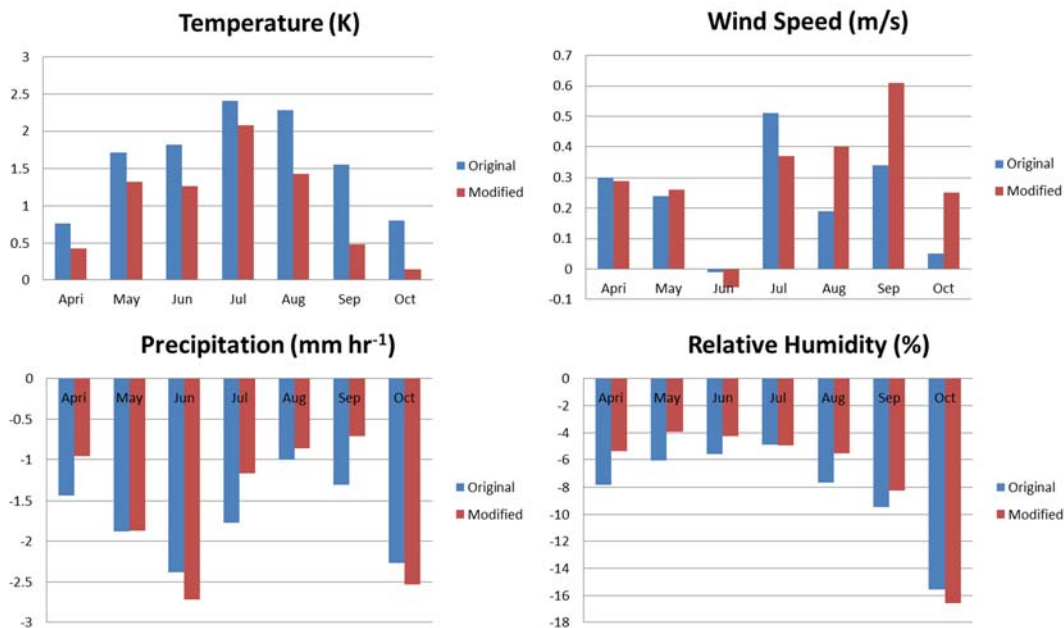 Temperature (K)
3
2.5
2
1.5
1
0.5
0
Apri May Jun Jul Aug Sep Oct
Original
Modified
Wind Speed (m/s)
0.7
0.6
0.5
0.4
0.3
0.2
0.1
0
-0.1
Apri May Jun Jul Aug Sep Oct
Original
Modified
Precipitation (mm hr⁻¹)
0
-0.5
-1
-1.5
-2
-2.5
-3
Apri May Jun Jul Aug Sep Oct
Original
Modified
Relative Humidity (%)
0
-2
-4
-6
-8
-10
-12
-14
-16
-18
Apri May Jun Jul Aug Sep Oct
Original
Modified